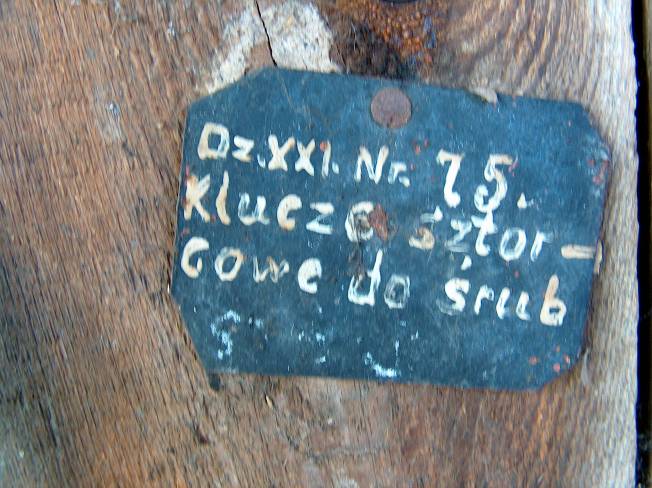 Dz. XXI. Nr. 75.
Klucze sztor-
cowe do śrub